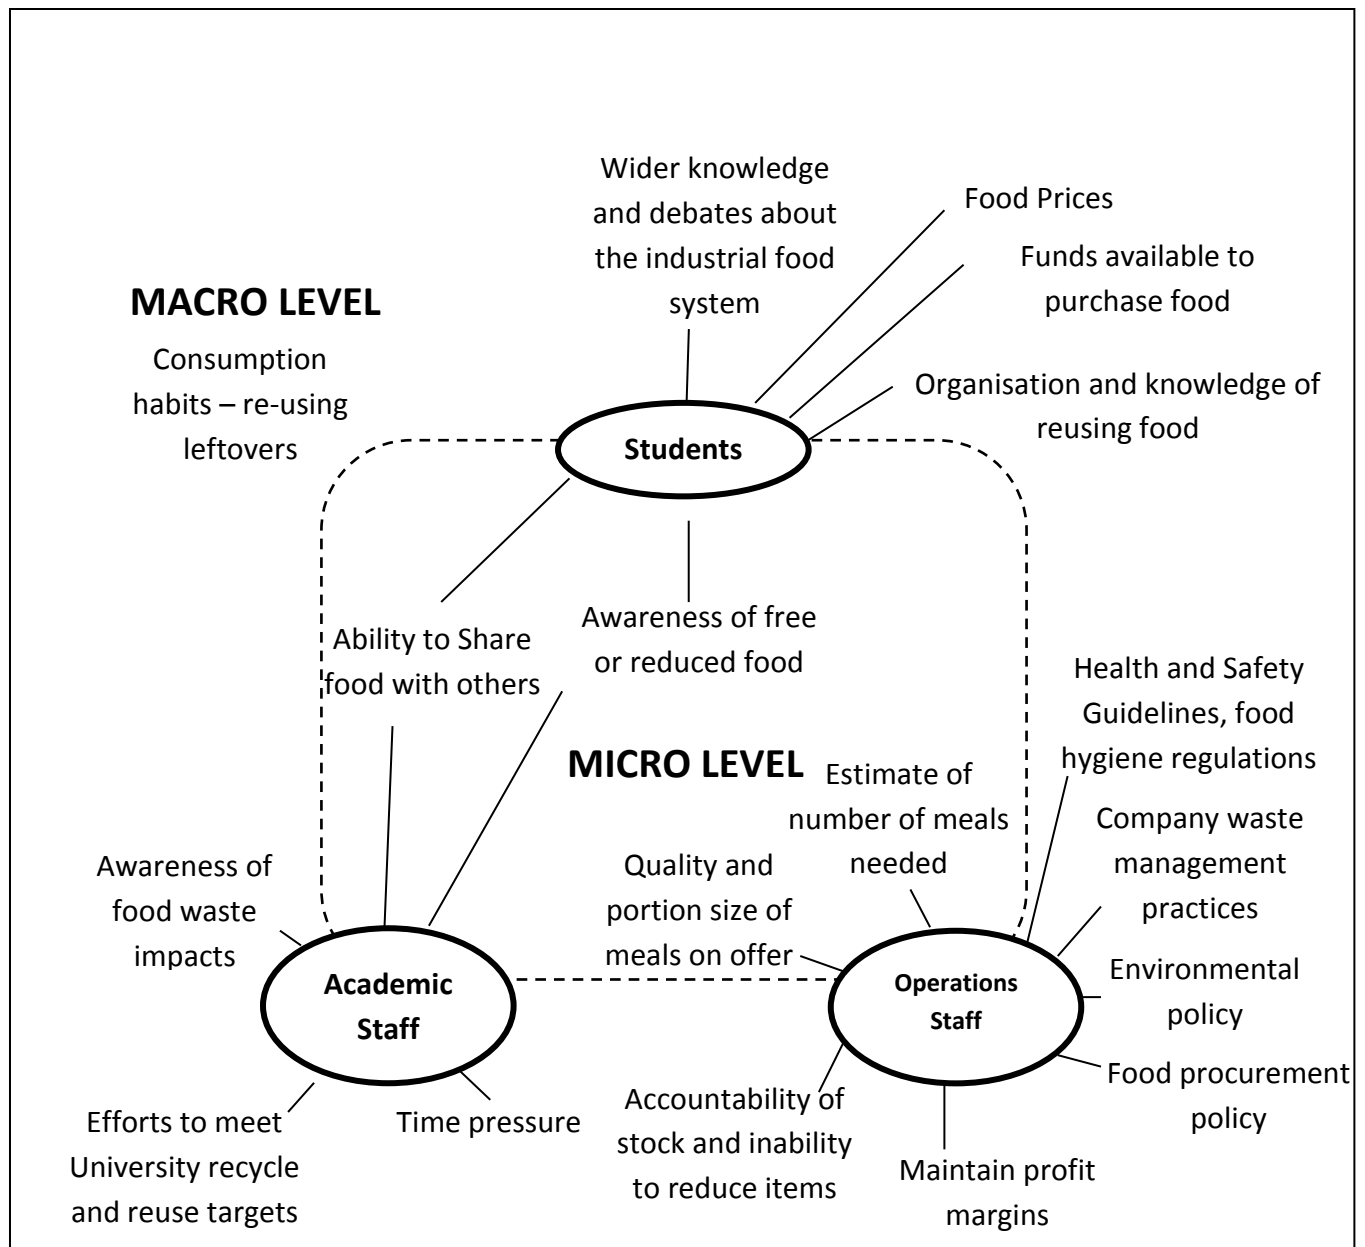 Wider knowledge
and debates about
the industrial food
system
Food Prices
Funds available to
purchase food
MACRO LEVEL
Consumption
habits – re-using
leftovers
Organisation and knowledge of
reusing food
Students
Ability to Share
food with others
Awareness of free
or reduced food
Health and Safety
Guidelines, food
hygiene regulations
MICRO LEVEL
Estimate of
number of meals
needed
Company waste
management
practices
Awareness of
food waste
impacts
Quality and
portion size of
meals on offer
Academic
Staff
Operations
Staff
Environmental
policy
Food procurement
policy
Efforts to meet
University recycle
and reuse targets
Time pressure
Accountability of
stock and inability
to reduce items
Maintain profit
margins